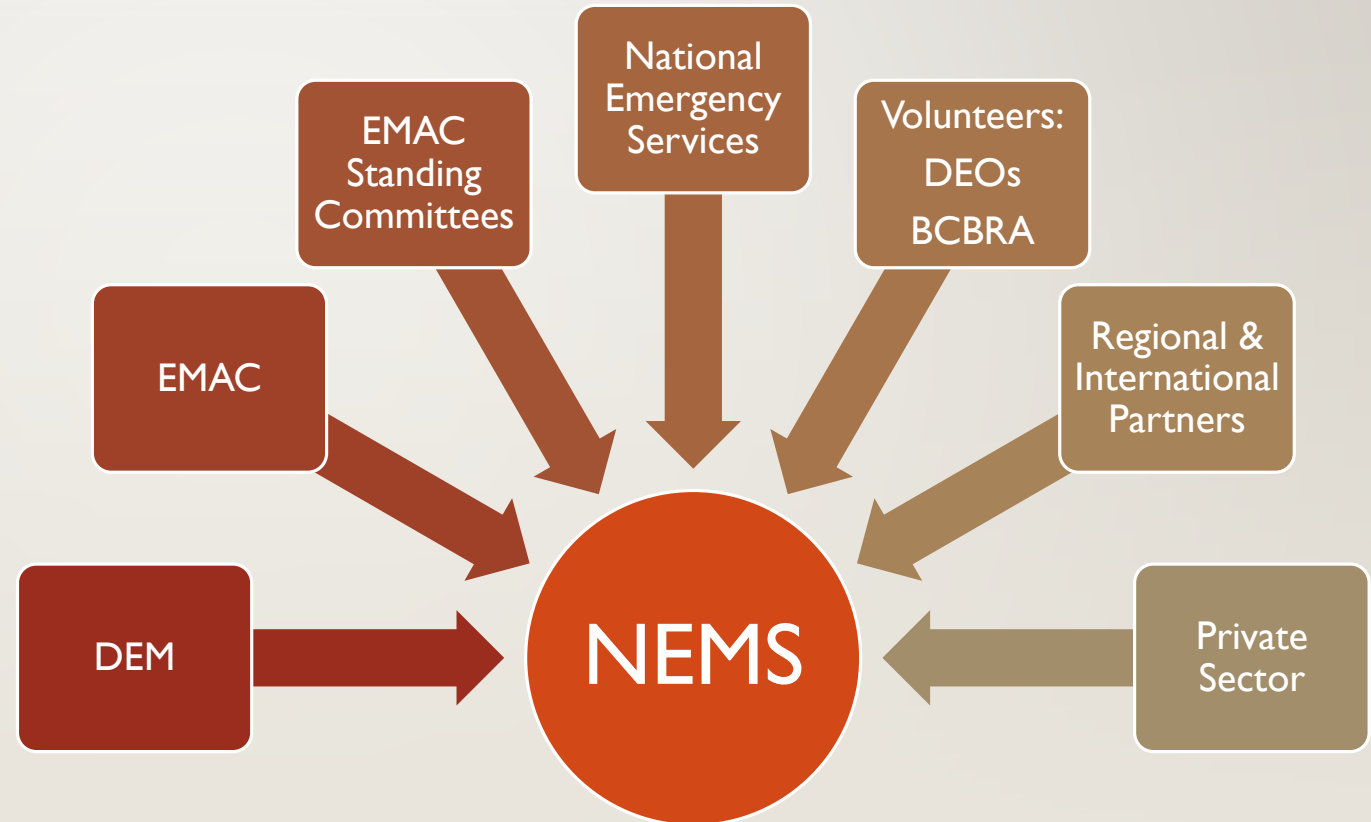 National
Emergency
Services
EMAC
Standing
Committees
Volunteers:
DEOs
BCBRA
EMAC
Regional &
International
Partners
DEM
NEMS
Private
Sector